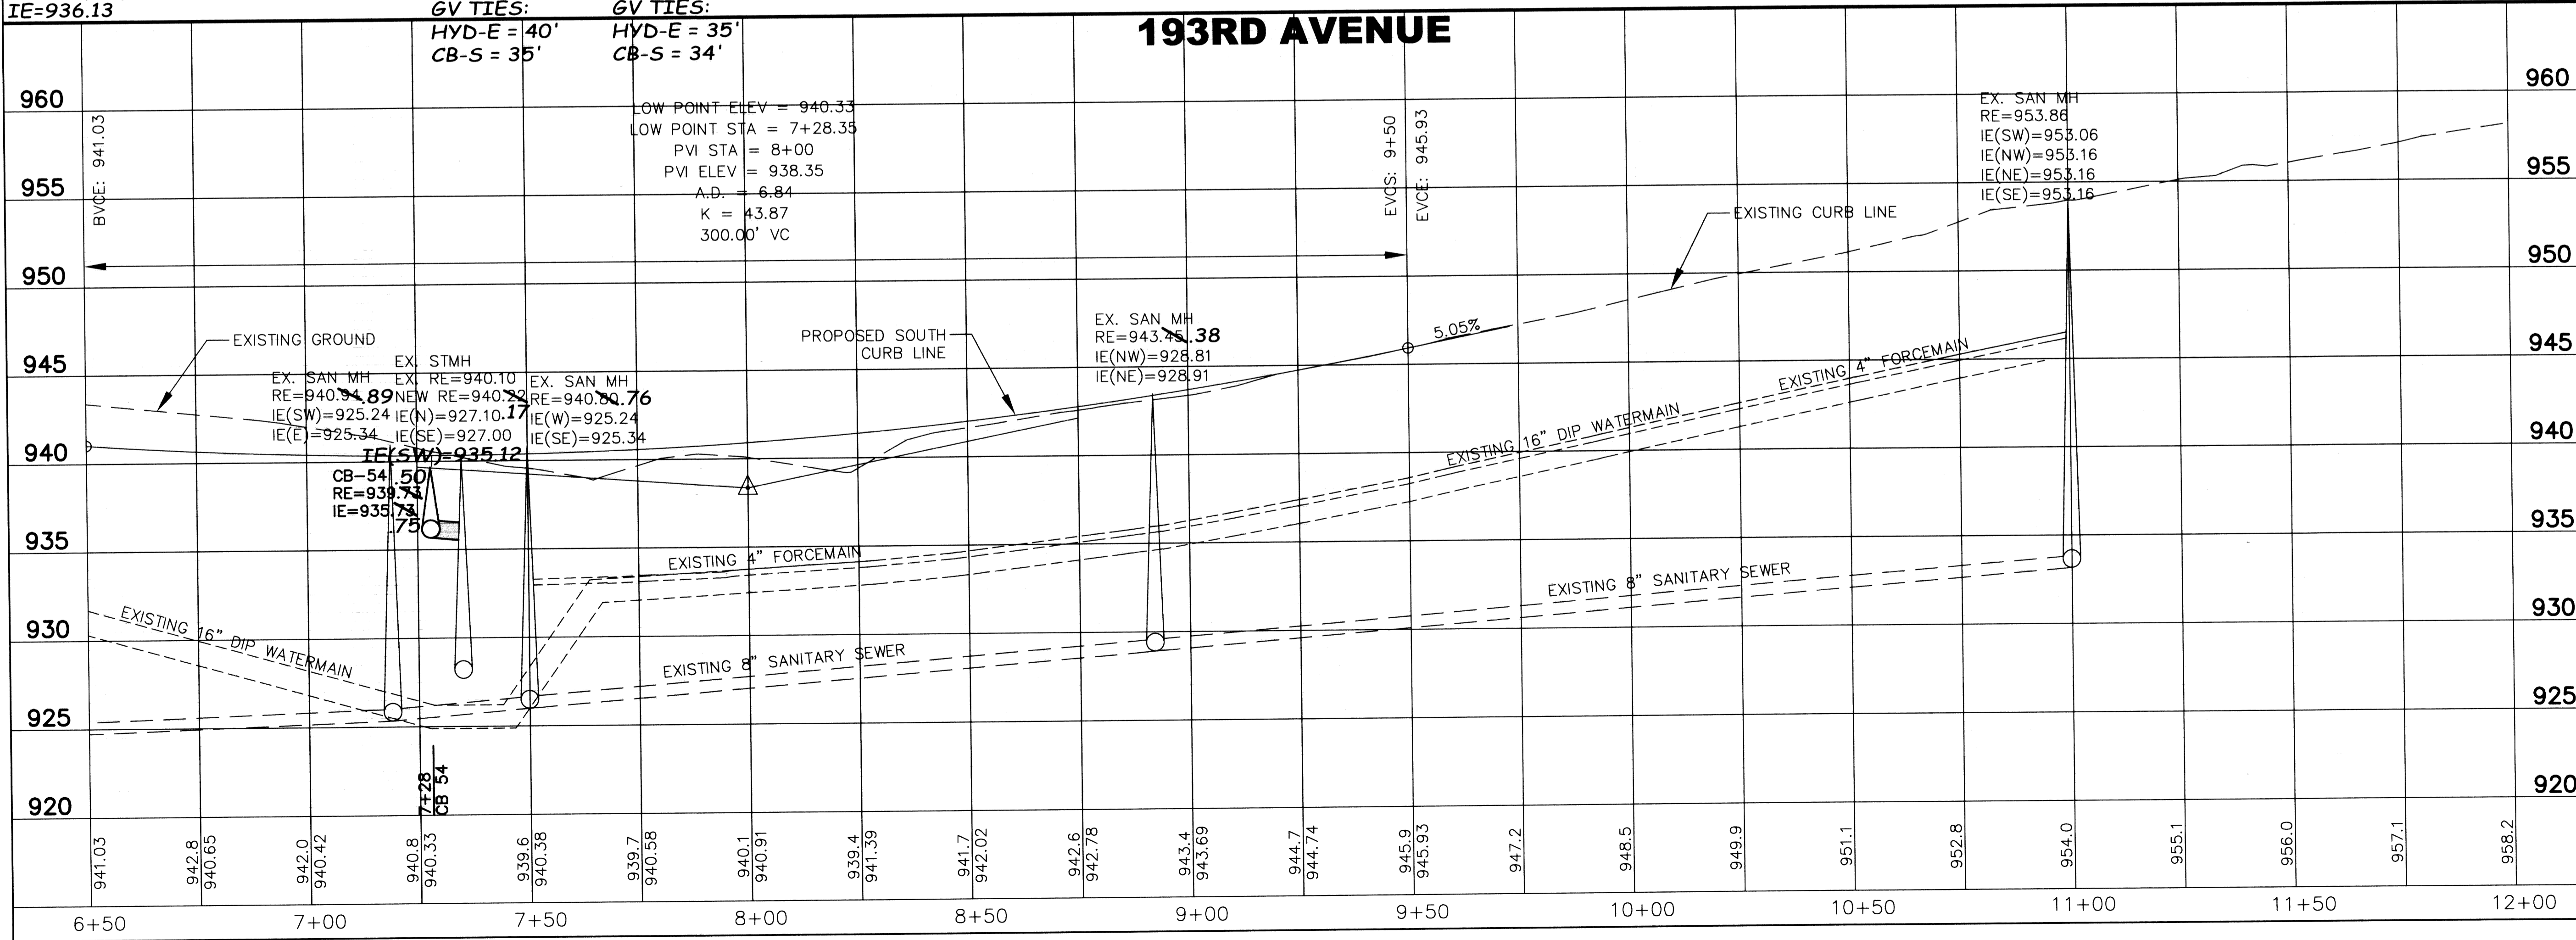 IE=936.13
GV TIES:
HYD-E = 40'
CB-S = 35'
GV TIES:
HYD-E = 35'
CB-S = 34'
193RD AVENUE
960
955
950
945
940
935
930
925
920
BVCE: 941.03
LOW POINT ELEV = 940.33
LOW POINT STA = 7+28.35
PVI STA = 8+00
PVI ELEV = 938.35
A.D. = 6.84
K = 43.87
300.00' VC
EVCS: 9+50
EVCE: 945.93
EX. SAN MH
RE=953.86
IE(SW)=953.06
IE(NW)=953.16
IE(NE)=953.16
IE(SE)=953.16
960
955
950
945
940
935
930
925
920
EXISTING CURB LINE
EXISTING GROUND
PROPOSED SOUTH
CURB LINE
5.05%
EX. SAN MH
RE=943.45 .38
IE(NW)=928.81
IE(NE)=928.91
EX. SAN MH
RE=940.94 .89
IE(SW)=925.24
IE(E)=925.34
EX. STMH
EX. RE=940.10
NEW RE=940.22
IE(N)=927.10 .17
IE(SE)=927.00
IE(SW)=935.12
EX. SAN MH
RE=940.80 .76
IE(W)=925.24
IE(SE)=925.34
CB-54 .50
RE=939.73
IE=935.73
.75
EXISTING 4" FORCEMAIN
EXISTING 16" DIP WATERMAIN
EXISTING 4" FORCEMAIN
EXISTING 8" SANITARY SEWER
EXISTING 16" DIP WATERMAIN
EXISTING 8" SANITARY SEWER
7+28
CB 54
941.03
942.8
940.65
942.0
940.42
940.8
940.33
939.6
940.38
939.7
940.58
940.1
940.91
939.4
941.39
941.7
942.02
942.6
942.78
943.4
943.69
944.7
944.74
945.9
945.93
947.2
948.5
949.9
951.1
952.8
954.0
955.1
956.0
957.1
958.2
6+50
7+00
7+50
8+00
8+50
9+00
9+50
10+00
10+50
11+00
11+50
12+00